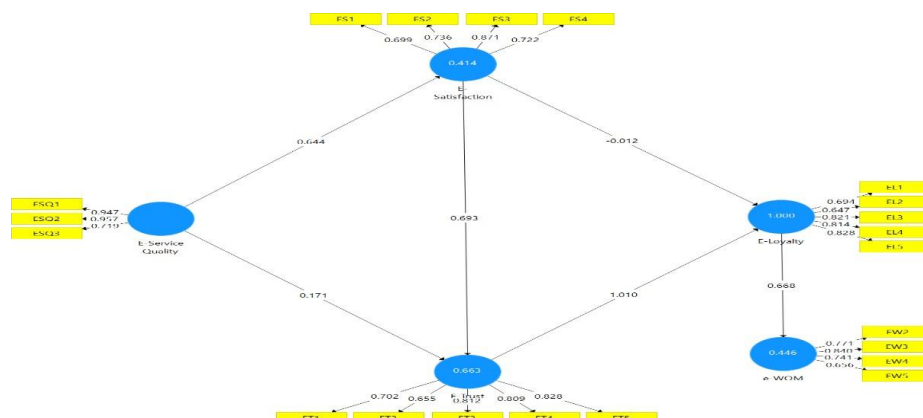 ES1 ES2 ES3 ES4
0.699 0.736 0.871 0.722
0.414
E-
Satisfaction
0.644
-0.012
ESQ1
ESQ2
ESQ3
0.947
0.957
0.719
E-Service
Quality
0.693
EL1
EL2
EL3
EL4
EL5
0.694
0.647
0.821
0.814
0.828
1.000
E-Loyalty
0.171
1.010
0.668
EW2
EW3
EW4
EW5
0.771
0.840
0.741
0.656
0.446
e-WOM
0.663
0.702 0.655 0.812 0.809 0.828